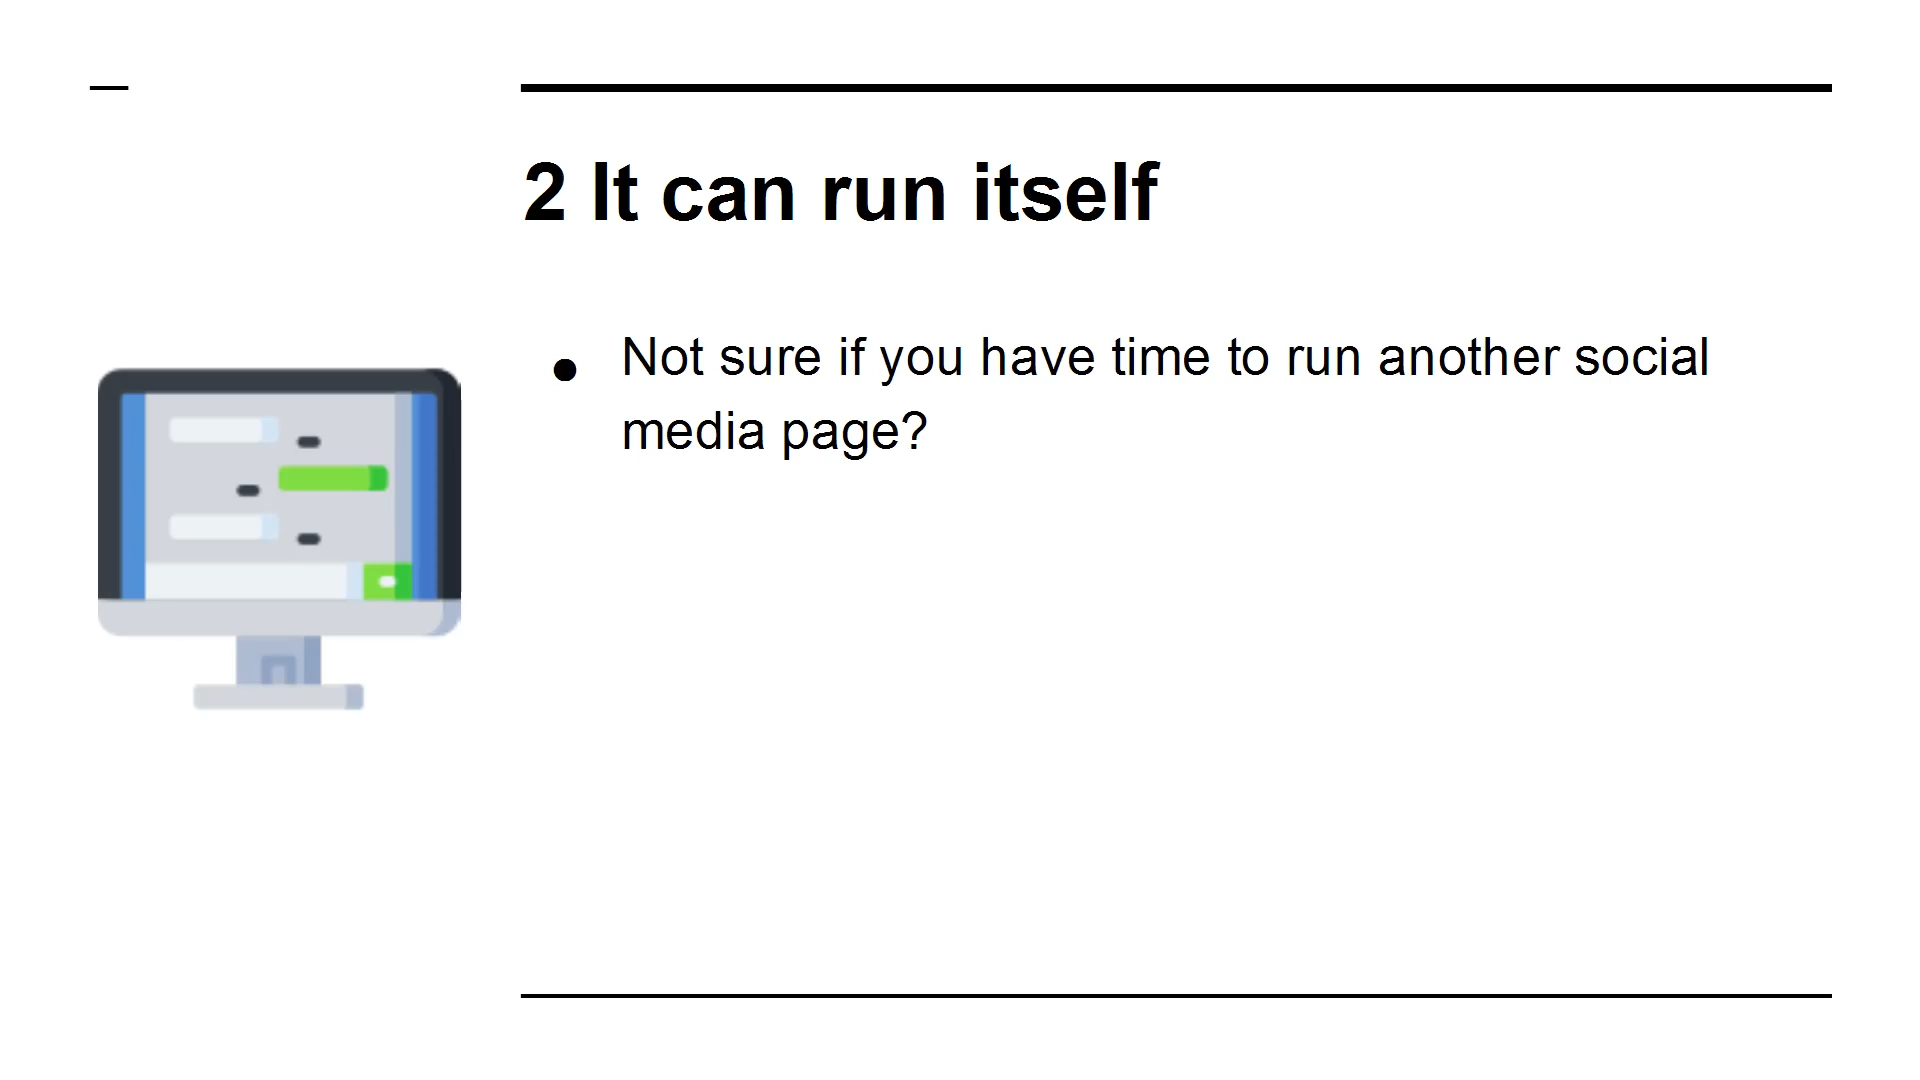 2 It can run itself
● Not sure if you have time to run another social
media page?